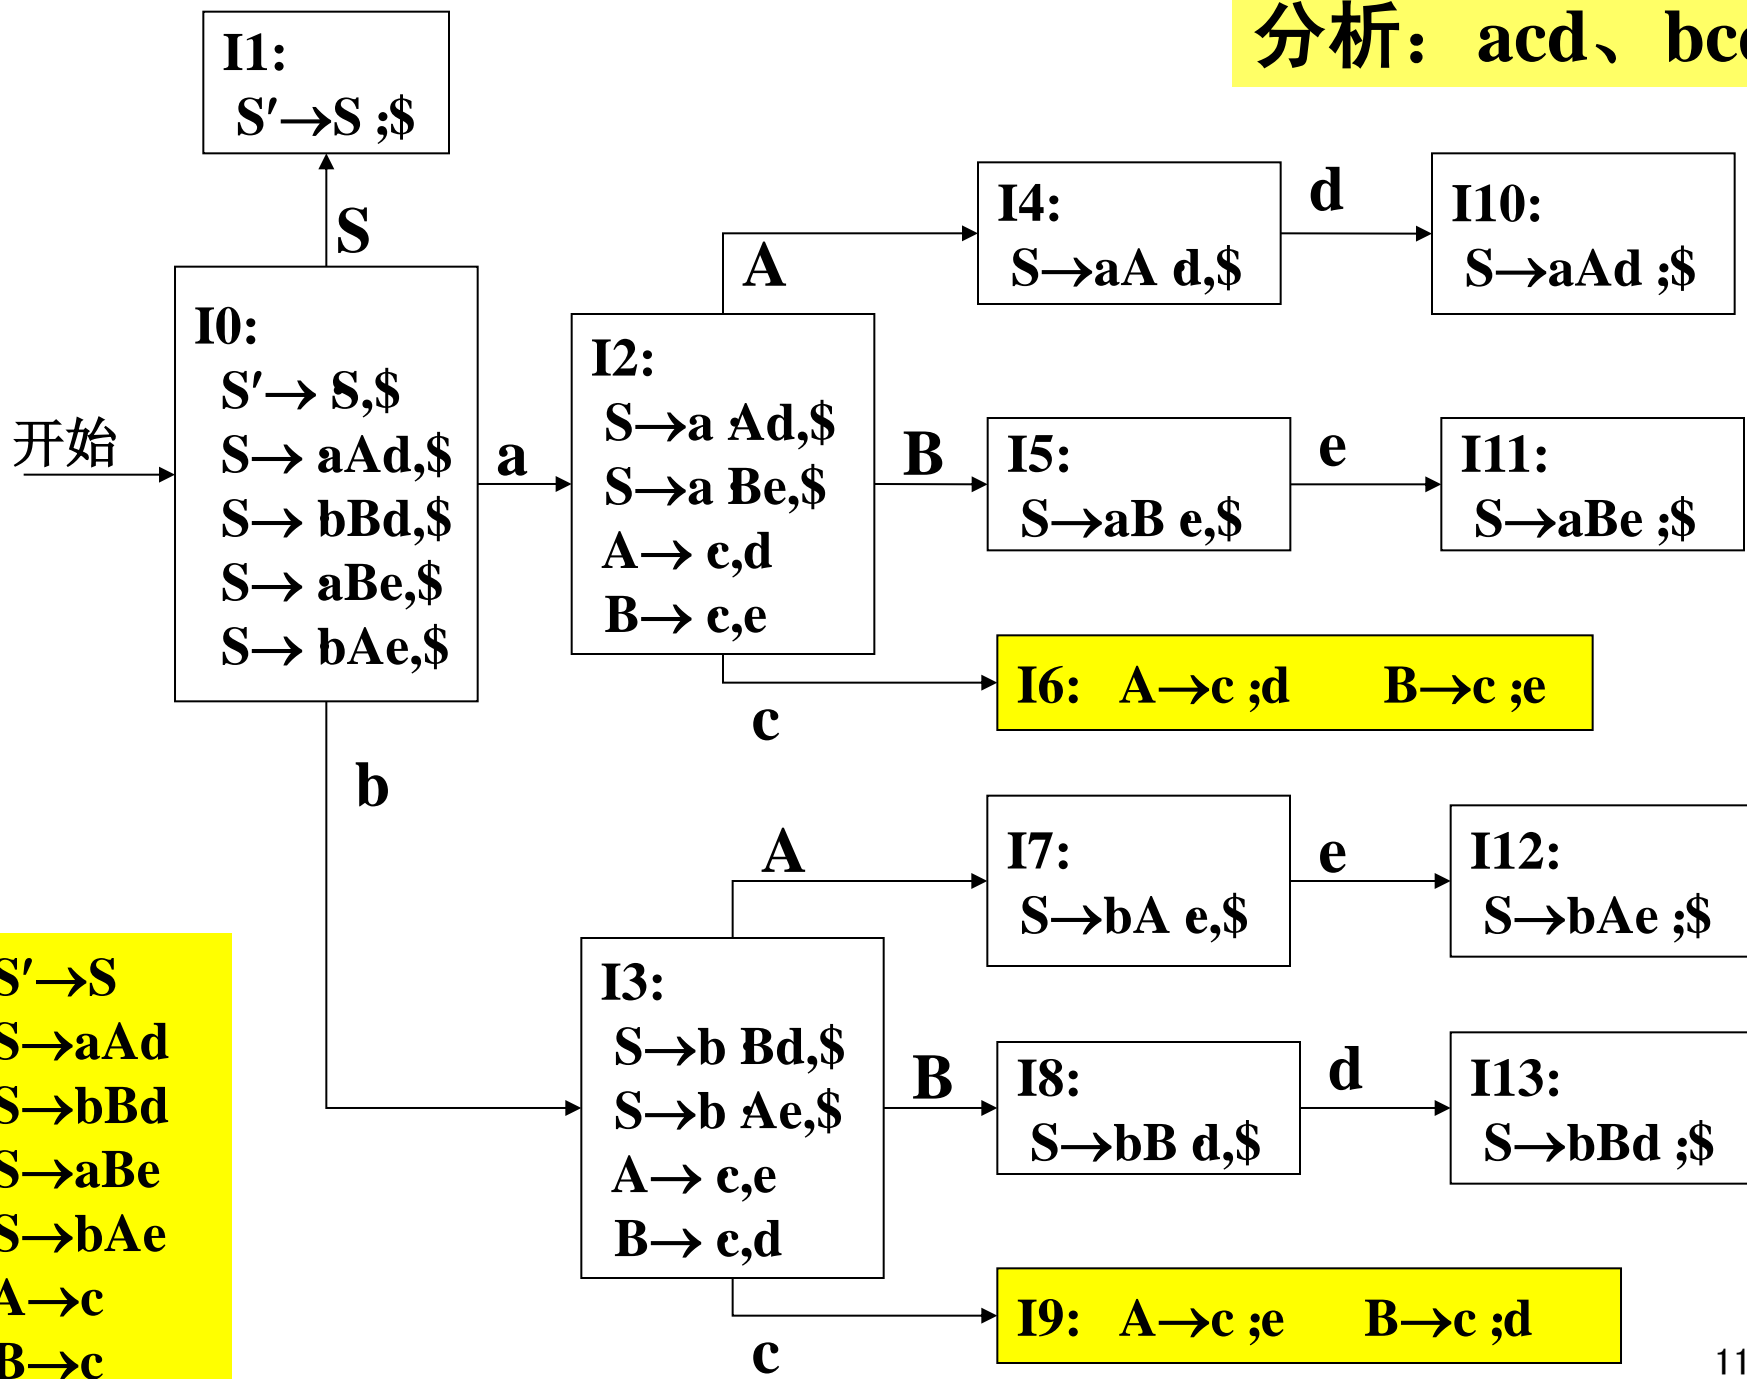 分析：acd、bc
I1:
S′→S ;$
S
I0:
S′→ S,$
S→ aAd,$
S→ bBd,$
S→ aBe,$
S→ bAe,$
开始
a
b
I2:
S→a Ad,$
S→a Be,$
A→ c,d
B→ c,e
A
B
c
I4:
S→aA d,$
d
I10:
S→aAd ;$
I5:
S→aB e,$
e
I11:
S→aBe ;$
I6: A→c ;d B→c ;e
I3:
S→b Bd,$
S→b Ae,$
A→ c,e
B→ c,d
A
B
c
I7:
S→bA e,$
e
I12:
S→bAe ;$
I8:
S→bB d,$
d
I13:
S→bBd ;$
I9: A→c ;e B→c ;d
S′→S
S→aAd
S→bBd
S→aBe
S→bAe
A→c
B→c
11